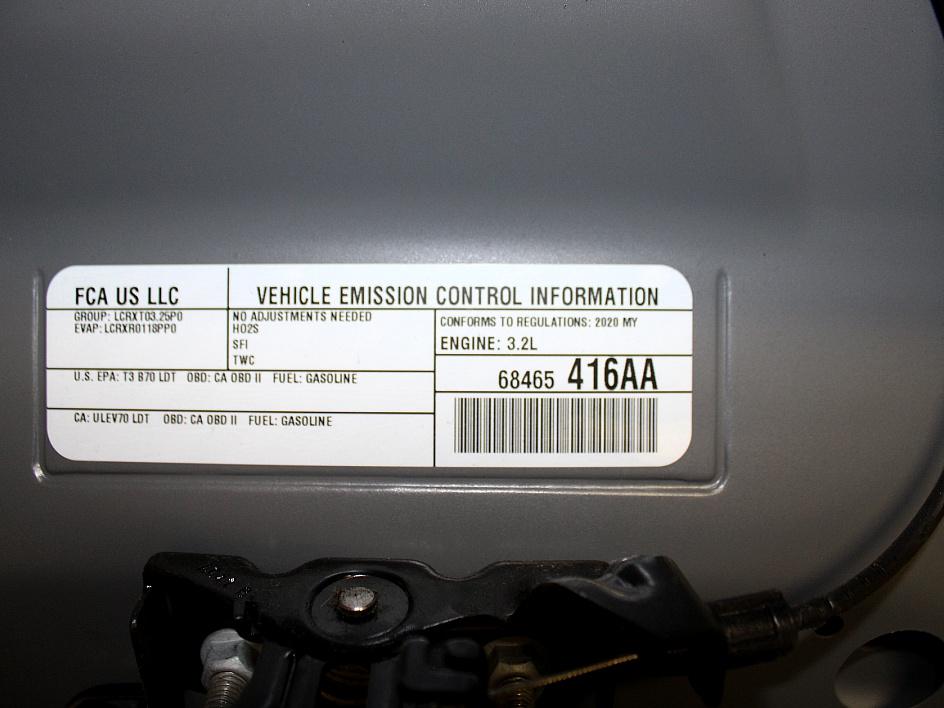 FCA US LLC
VEHICLE EMISSION CONTROL INFORMATION
GROUP: LCRXT03.25P0
EVAP: LCRXR0118PP0
NO ADJUSTMENTS NEEDED
HO2S
SFI
TWC
CONFORMS TO REGULATIONS: 2020 MY
ENGINE: 3.2L
68465 416AA
U.S. EPA: T3 B70 LDT OBD: CA OBD II FUEL: GASOLINE
CA: ULEV70 LDT OBD: CA OBD II FUEL: GASOLINE